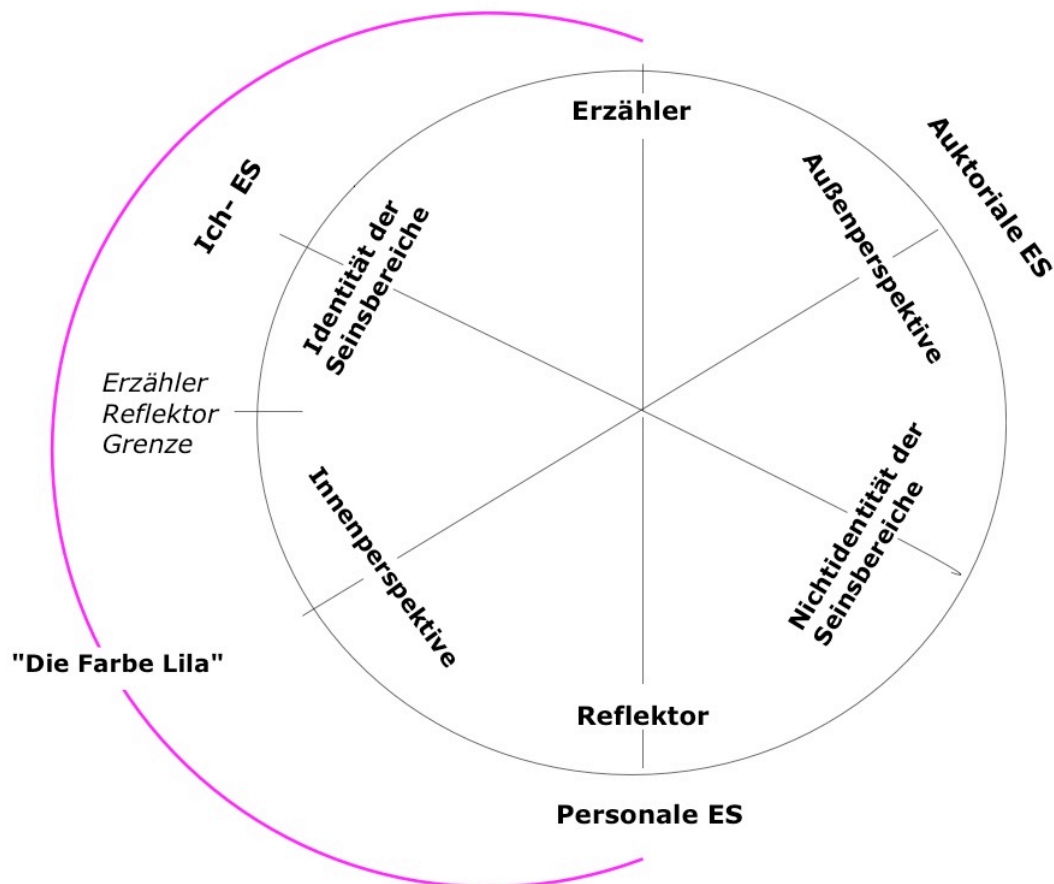 Erzähler
Auktoriale ES
Außenperspektive
Ich- ES
Identität der
Seinsbereiche
Erzähler
Reflektor
Grenze
Innenperspektive
Nichtidentität der
Seinsbereiche
"Die Farbe Lila"
Reflektor
Personale ES